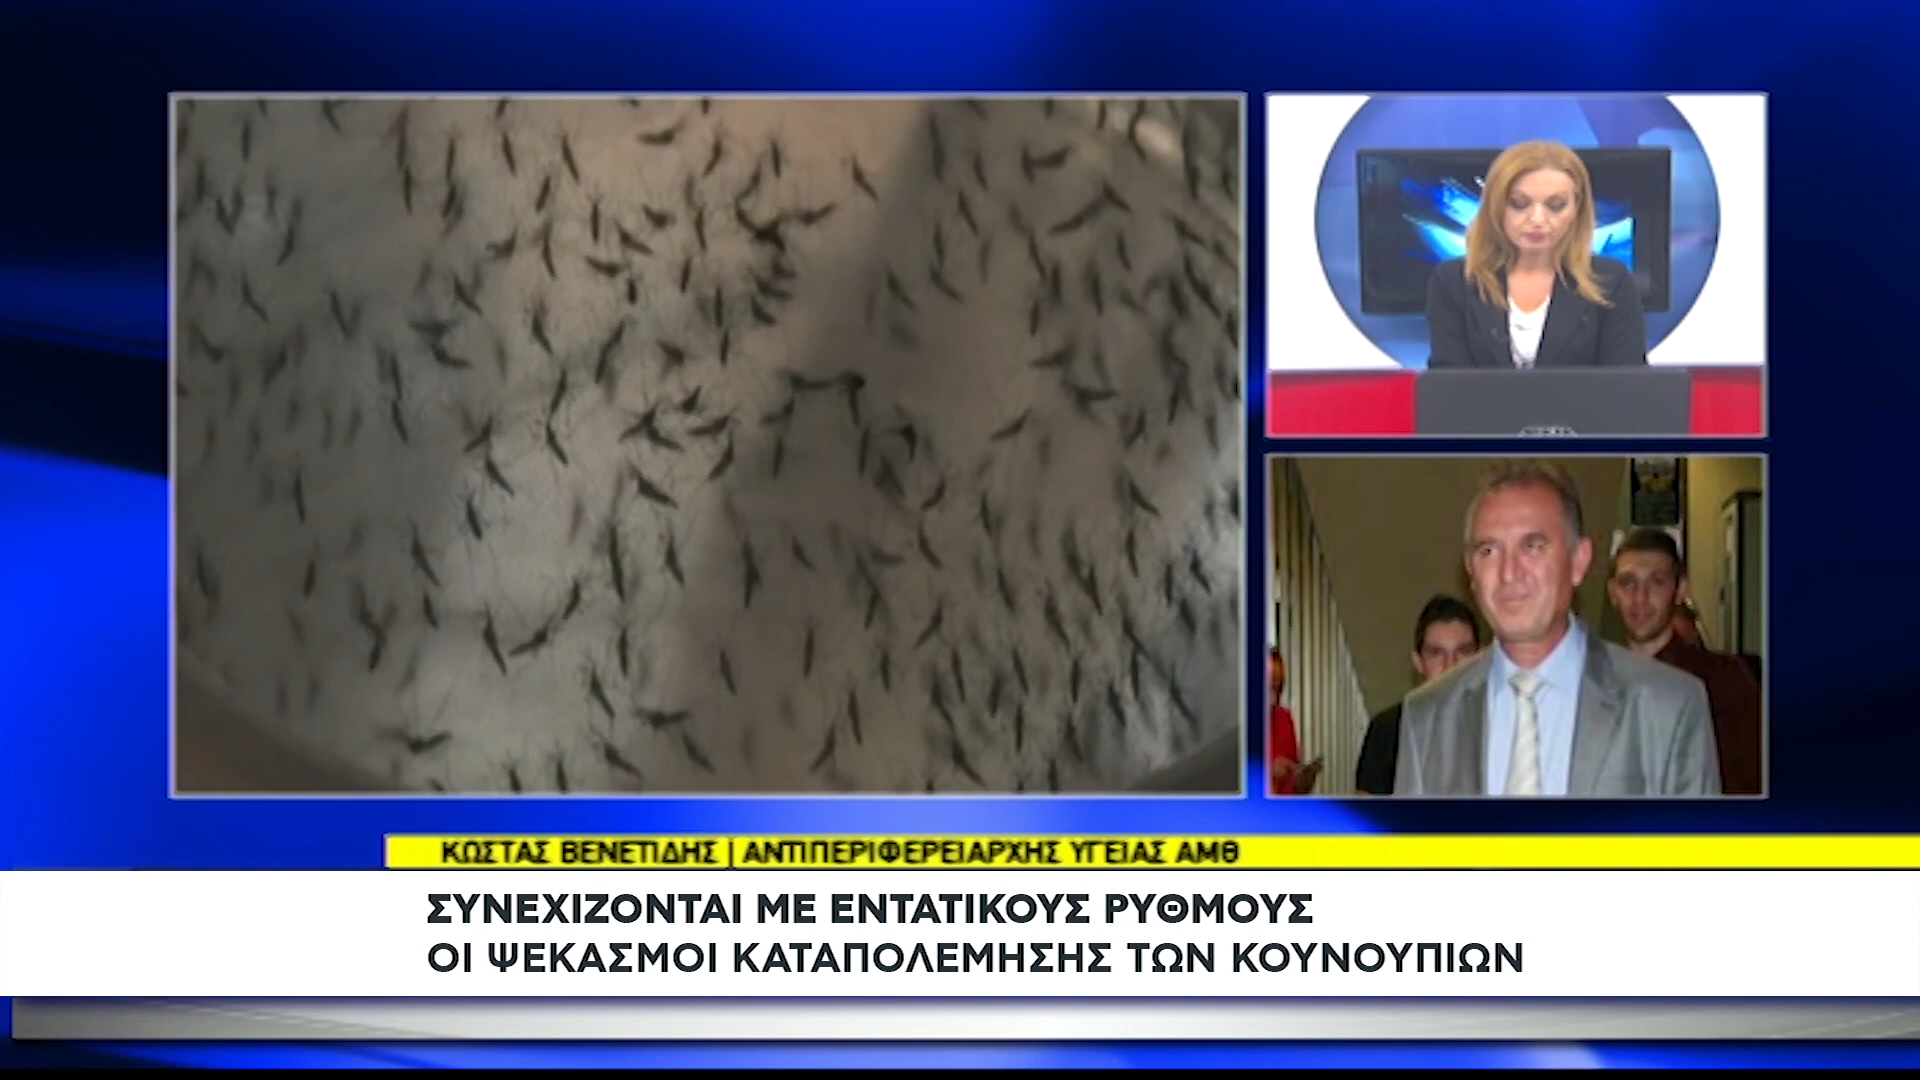 ΚΩΣΤΑΣ ΒΕΝΕΤΙΔΗΣ | ΑΝΤΙΠΕΡΙΦΕΡΕΙΑΡΧΗΣ ΥΓΕΙΑΣ ΑΜΘ
ΣΥΝΕΧΙΖΟΝΤΑΙ ΜΕ ΕΝΤΑΤΙΚΟΥΣ ΡΥΘΜΟΥΣ
ΟΙ ΨΕΚΑΣΜΟΙ ΚΑΤΑΠΟΛΕΜΗΣΗΣ ΤΩΝ ΚΟΥΝΟΥΠΙΩΝ